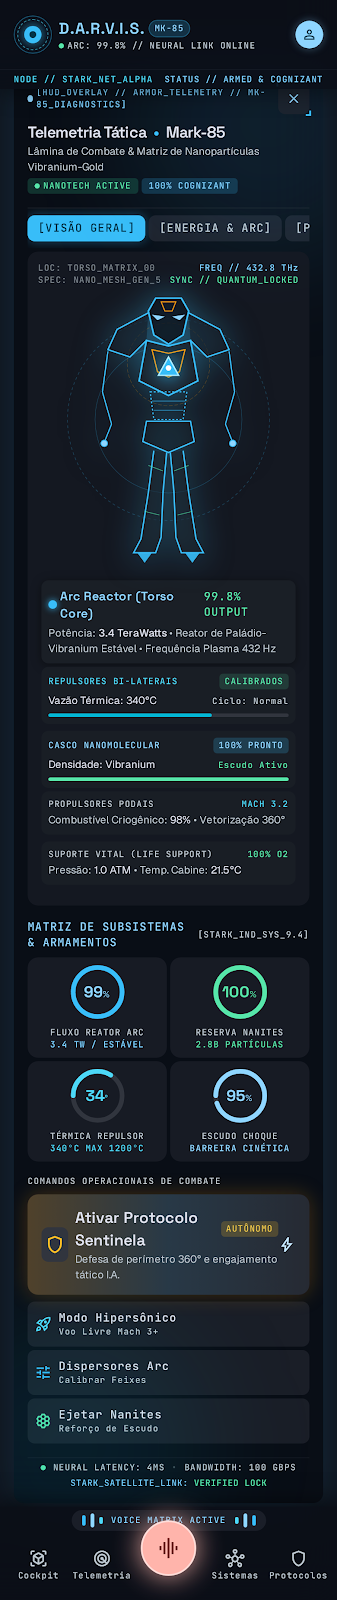 D.A.R.V.I.S. MK-85
ARC: 99.8% // NEURAL LINK ONLINE
NODE // STARK_NET_ALPHA STATUS // ARMED & COGNIZANT
[HUD_OVERLAY // ARMOR_TELEMETRY // MK-
85_DIAGNOSTICS]
Telemetria Tática • Mark-85
Lâmina de Combate & Matriz de Nanopartículas
Vibranium-Gold
NANOTECH ACTIVE 100% COGNIZANT
[VISÃO GERAL] [ENERGIA & ARC] [P
LOC: TORSO_MATRIX_00 FREQ // 432.8 THz
SPEC: NANO_MESH_GEN_5 SYNC // QUANTUM_LOCKED
Arc Reactor (Torso
Core)
99.8%
OUTPUT
Potência: 3.4 TeraWatts • Reator de Paládio-
Vibranium Estável • Frequência Plasma 432 Hz
REPULSORES BI-LATERAIS CALIBRADOS
Vazão Térmica: 340°C Ciclo: Normal
CASCO NANOMOLECULAR 100% PRONTO
Densidade: Vibranium Escudo Ativo
PROPULSORES PODAIS MACH 3.2
Combustível Criogênico: 98% • Vetorização 360°
SUPORTE VITAL (LIFE SUPPORT) 100% O2
Pressão: 1.0 ATM • Temp. Cabine: 21.5°C
MATRIZ DE SUBSISTEMAS
& ARMAMENTOS
[STARK_IND_SYS_9.4]
99%
FLUXO REATOR ARC
3.4 TW / ESTÁVEL
100%
RESERVA NANITES
2.8B PARTÍCULAS
34°
TÉRMICA REPULSOR
340°C MAX 1200°C
95%
ESCUDO CHOQUE
BARREIRA CINÉTICA
COMANDOS OPERACIONAIS DE COMBATE
Ativar Protocolo
Sentinela
AUTÔNOMO
Defesa de perímetro 360° e engajamento
tático I.A.
Modo Hipersônico
Voo Livre Mach 3+
Dispersores Arc
Calibrar Feixes
Ejetar Nanites
Reforço de Escudo
NEURAL LATENCY: 4MS · BANDWIDTH: 100 GBPS
STARK_SATELLITE_LINK: VERIFIED LOCK
VOICE MATRIX ACTIVE
Cockpit Telemetria Sistemas Protocolos